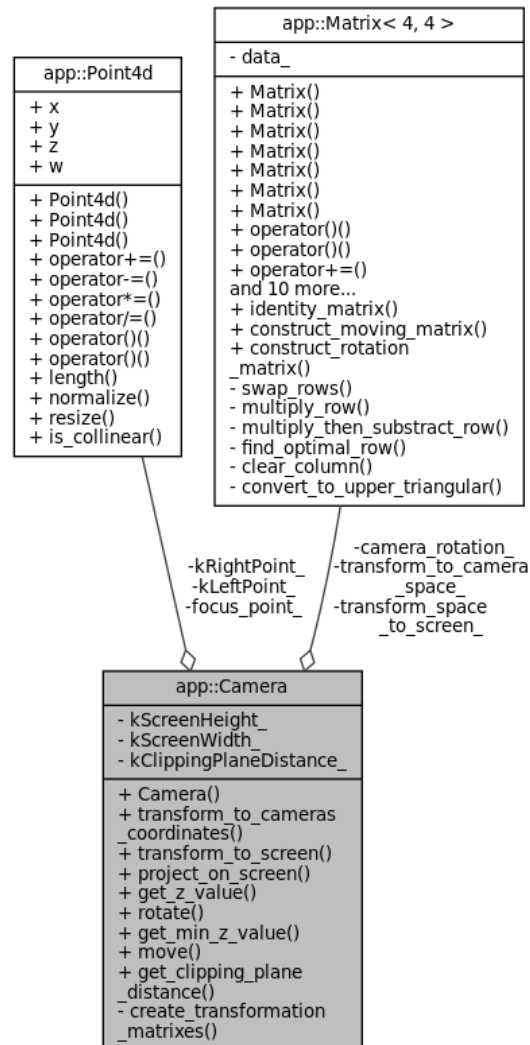 app::Point4d
+ x
+ y
+ z
+ w
+ Point4d()
+ Point4d()
+ Point4d()
+ operator+=()
+ operator-=()
+ operator*=()
+ operator/=()
+ operator()()
+ operator()()
+ length()
+ normalize()
+ resize()
+ is_collinear()
app::Matrix< 4, 4 >
- data_
+ Matrix()
+ Matrix()
+ Matrix()
+ Matrix()
+ Matrix()
+ Matrix()
+ Matrix()
+ operator()()
+ operator()()
+ operator+=()
and 10 more...
+ identity_matrix()
+ construct_moving_matrix()
+ construct_rotation
_matrix()
- swap_rows()
- multiply_row()
- multiply_then_substract_row()
- find_optimal_row()
- clear_column()
- convert_to_upper_triangular()
-kRightPoint_
-kLeftPoint_
-focus_point_
-camera_rotation_
-transform_to_camera
_space_
-transform_space
_to_screen_
app::Camera
- kScreenHeight_
- kScreenWidth_
- kClippingPlaneDistance_
+ Camera()
+ transform_to_cameras
_coordinates()
+ transform_to_screen()
+ project_on_screen()
+ get_z_value()
+ rotate()
+ get_min_z_value()
+ move()
+ get_clipping_plane
_distance()
- create_transformation
_matrixes()